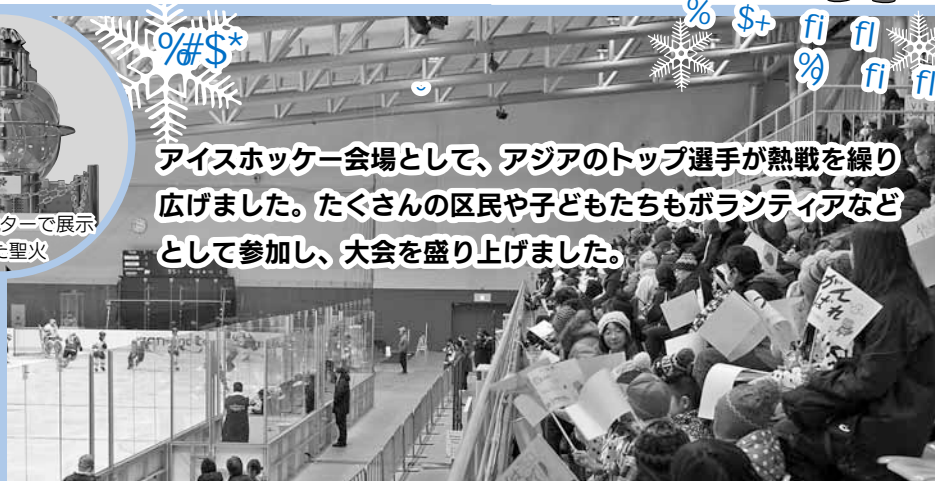 %#$*
% $+ fi fl
%) fi fl
アイスホッケー会場として、アジアのトップ選手が熱戦を繰り
広げました。たくさんの区民や子どもたちもボランティアなど
として参加し、大会を盛り上げました。
ターで展示
た聖火
がんばれ